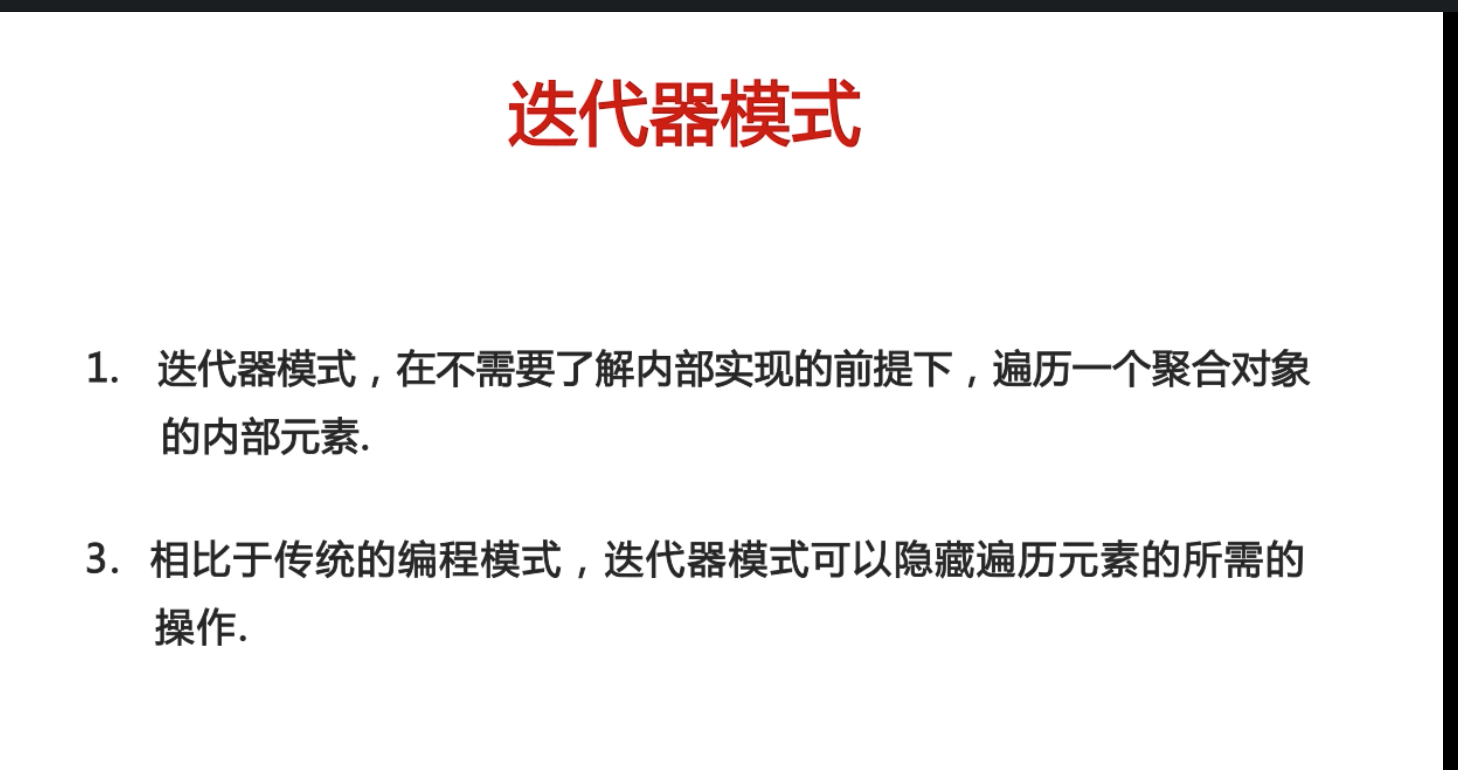 迭代器模式
1. 迭代器模式，在不需要了解内部实现的前提下，遍历一个聚合对象
的内部元素.
3. 相比于传统的编程模式，迭代器模式可以隐藏遍历元素的所需的
操作.